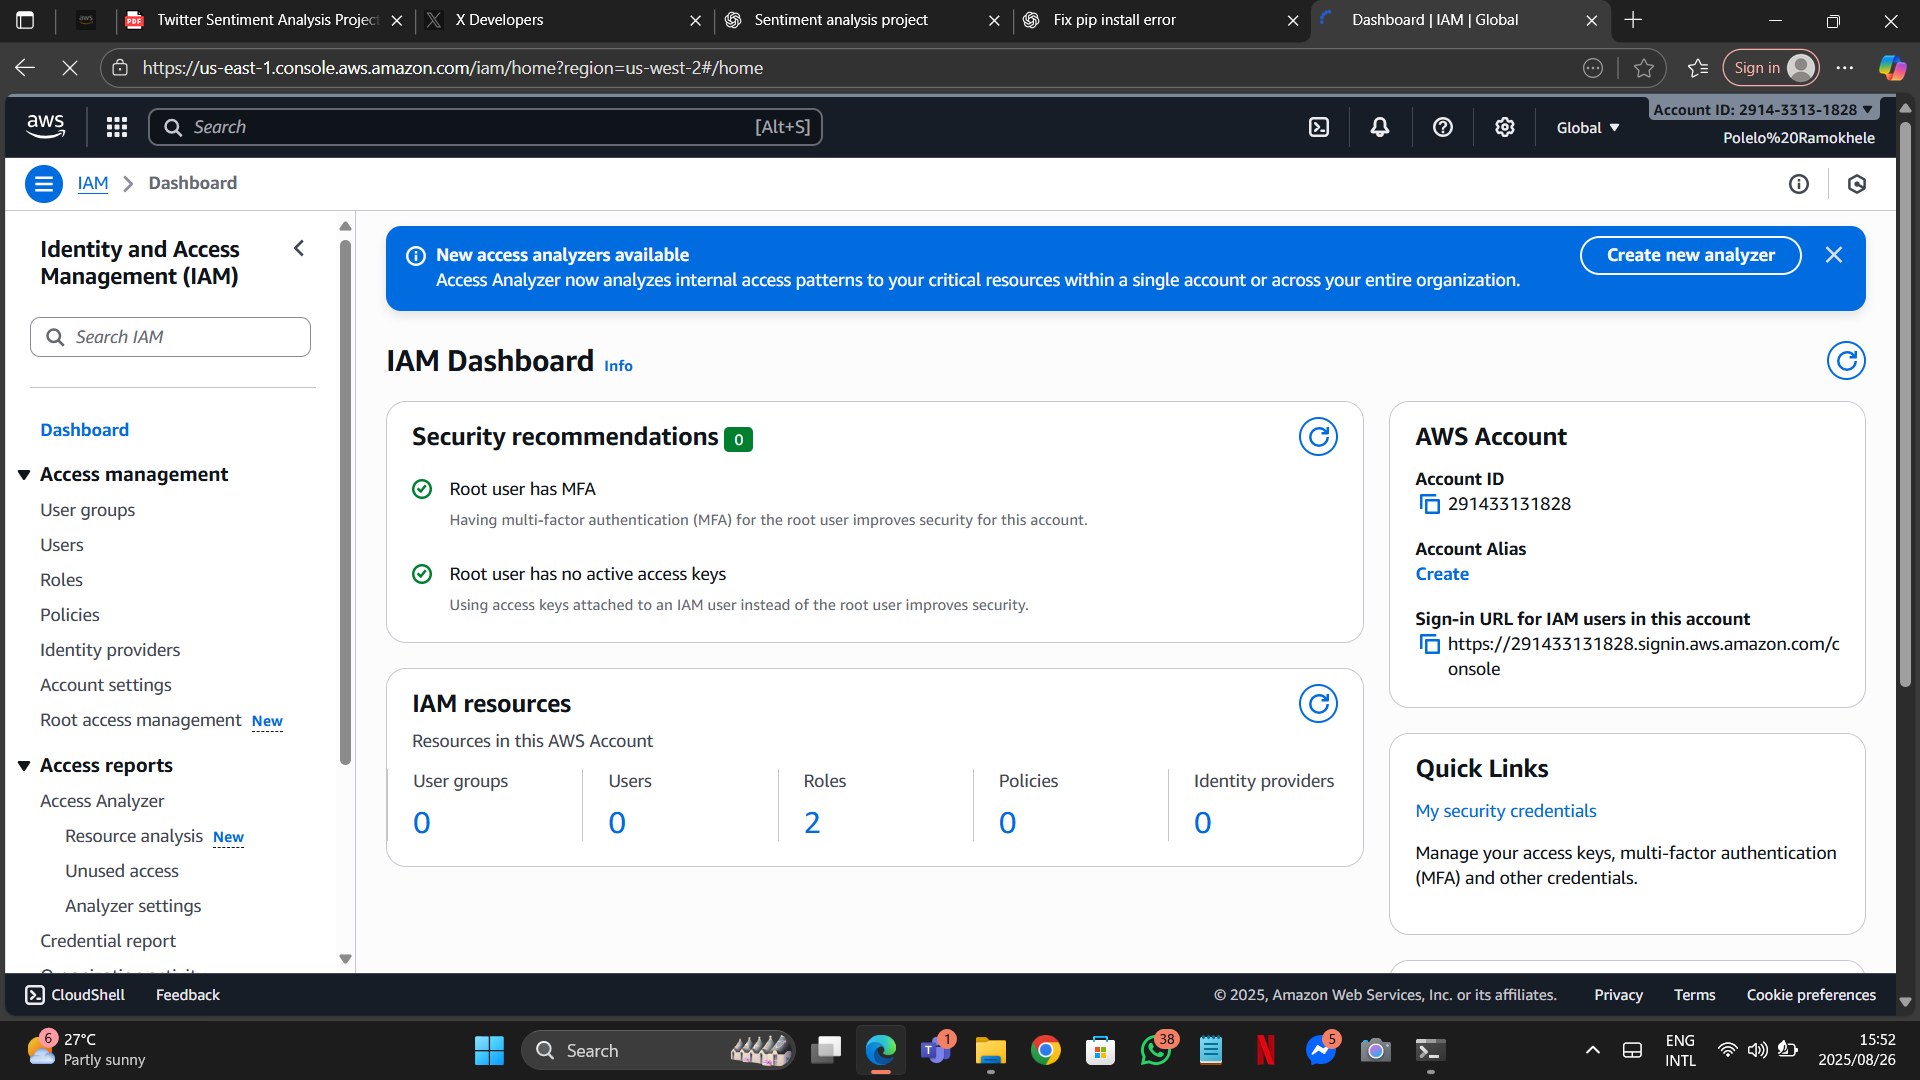 aws
Twitter Sentiment Analysis Project
X Developers
Sentiment analysis project
Fix pip install error
Dashboard | IAM | Global
https://us-east-1.console.aws.amazon.com/iam/home?region=us-west-2#/home
Sign in
aws
Search
[Alt+S]
Global
Account ID: 2914-3313-1828
Polelo%20Ramokhele
IAM
Dashboard
Identity and Access
Management (IAM)
Search IAM
Dashboard
Access management
User groups
Users
Roles
Policies
Identity providers
Account settings
Root access management New
Access reports
Access Analyzer
Resource analysis New
Unused access
Analyzer settings
Credential report
New access analyzers available
Access Analyzer now analyzes internal access patterns to your critical resources within a single account or across your entire organization.
Create new analyzer
IAM Dashboard Info
Security recommendations 0
Root user has MFA
Having multi-factor authentication (MFA) for the root user improves security for this account.
Root user has no active access keys
Using access keys attached to an IAM user instead of the root user improves security.
IAM resources
Resources in this AWS Account
User groups
0
Users
0
Roles
2
Policies
0
Identity providers
0
AWS Account
Account ID
291433131828
Account Alias
Create
Sign-in URL for IAM users in this account
https://291433131828.signin.aws.amazon.com/c
onsole
Quick Links
My security credentials
Manage your access keys, multi-factor authentication
(MFA) and other credentials.
CloudShell
Feedback
© 2025, Amazon Web Services, Inc. or its affiliates.
Privacy
Terms
Cookie preferences
6
27°C
Partly sunny
Search
1
38
5
ENG
INTL
15:52
2025/08/26